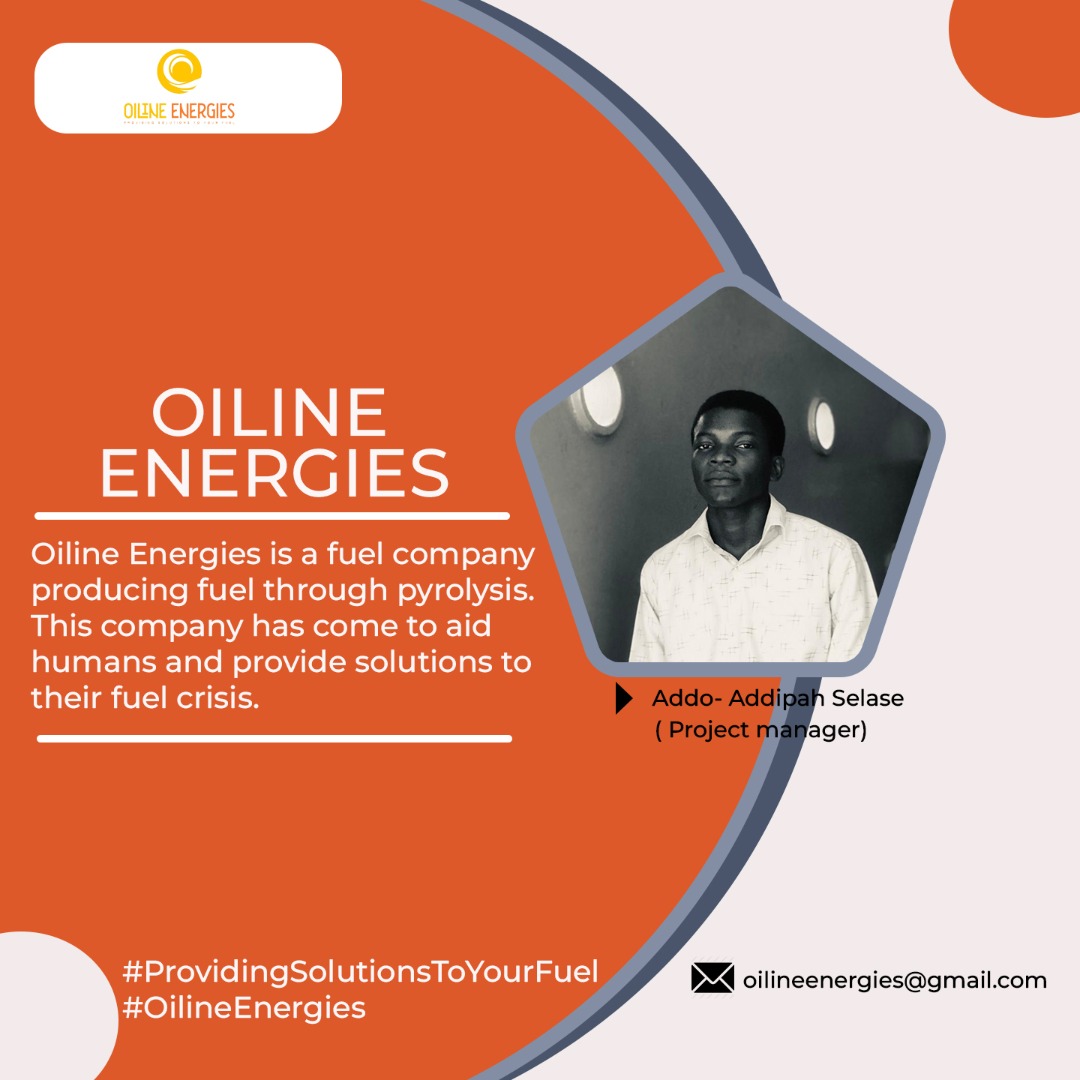 OILINE ENERGIES
OILINE
ENERGIES
Oiline Energies is a fuel company
producing fuel through pyrolysis.
This company has come to aid
humans and provide solutions to
their fuel crisis.
Addo- Addipah Selase
( Project manager)
#ProvidingSolutionsToYourFuel
#OilineEnergies
oilineenergies@gmail.com